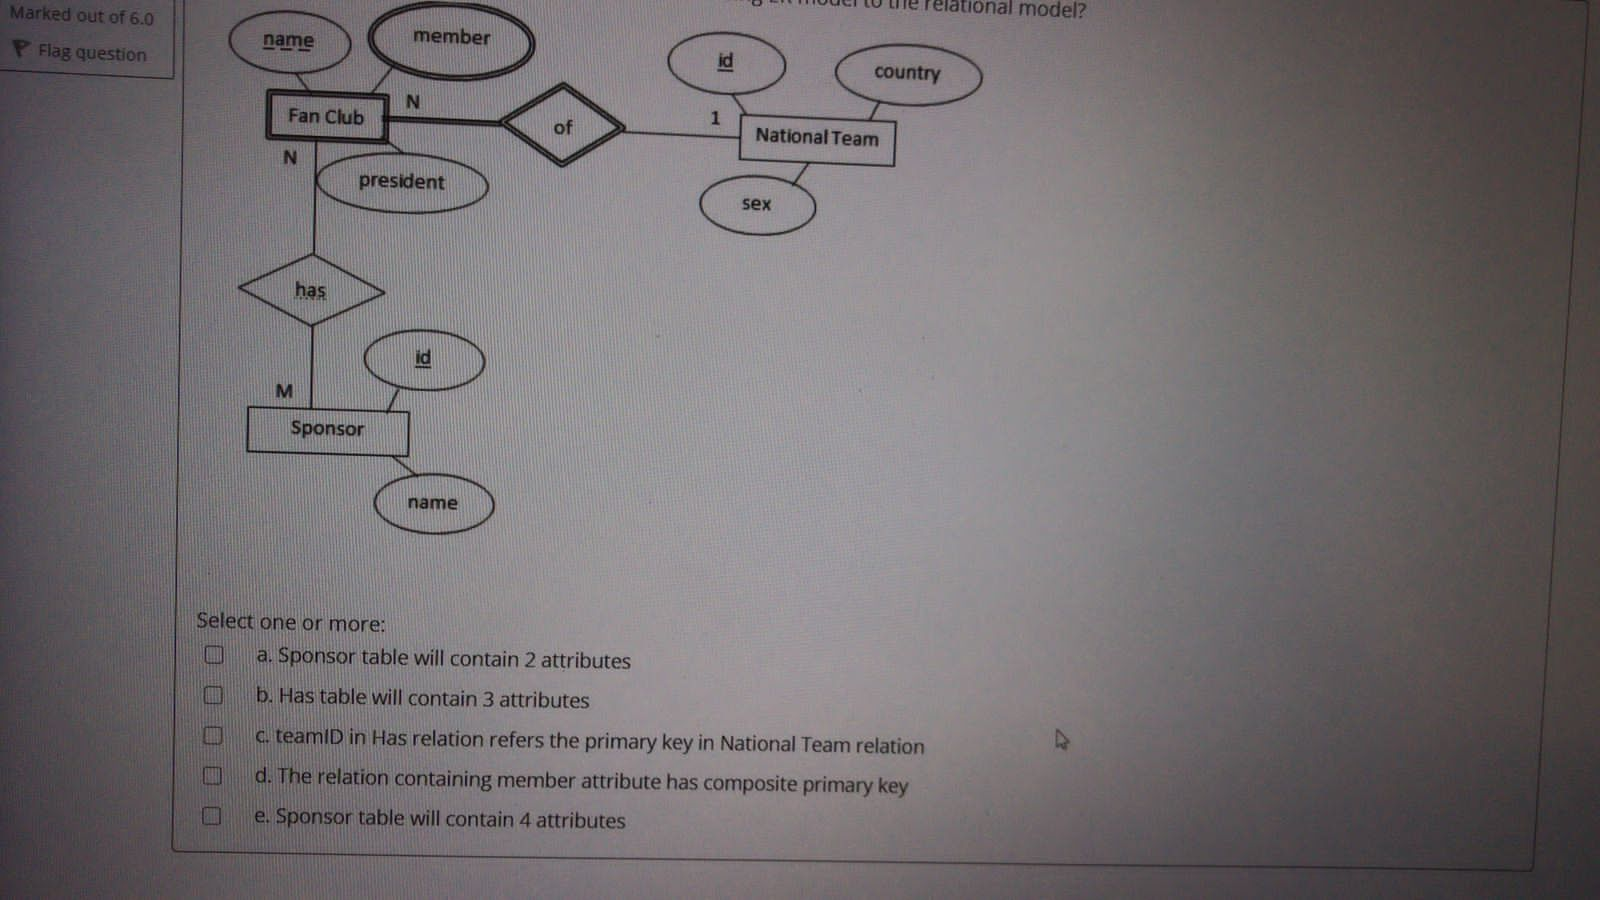 Marked out of 6.0
Flag question
model to the relational model?
name
member
id
country
Fan Club
N
of
1
National Team
N
president
sex
has
id
M
Sponsor
name
Select one or more:
a. Sponsor table will contain 2 attributes
b. Has table will contain 3 attributes
c. teamID in Has relation refers the primary key in National Team relation
d. The relation containing member attribute has composite primary key
e. Sponsor table will contain 4 attributes